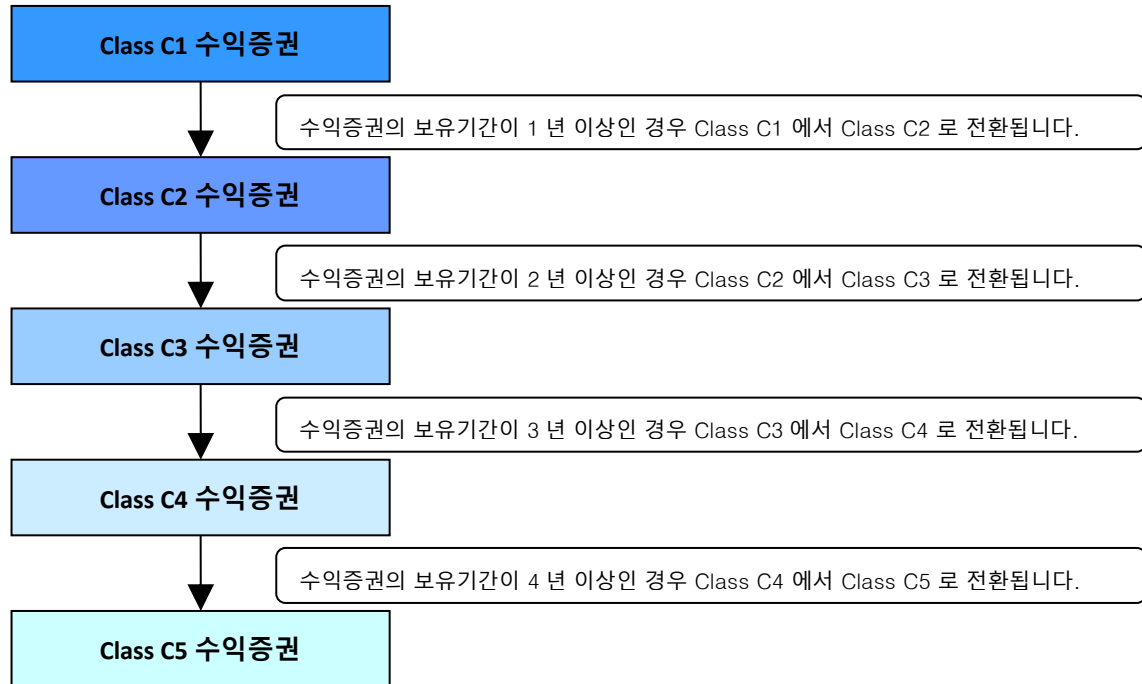 Class C1 수익증권
수익증권의 보유기간이 1 년 이상인 경우 Class C1 에서 Class C2 로 전환됩니다.
Class C2 수익증권
수익증권의 보유기간이 2 년 이상인 경우 Class C2 에서 Class C3 로 전환됩니다.
Class C3 수익증권
수익증권의 보유기간이 3 년 이상인 경우 Class C3 에서 Class C4 로 전환됩니다.
Class C4 수익증권
수익증권의 보유기간이 4 년 이상인 경우 Class C4 에서 Class C5 로 전환됩니다.
Class C5 수익증권